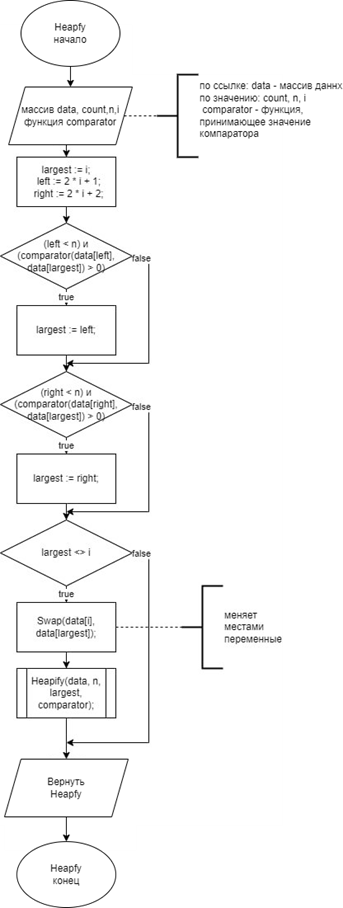 Heapfy
начало
массив data, count,n,i
функция comparator
по ссылке: data - массив даннх
по значению: count, n, i
comparator - функция,
принимающее значение
компаратора
largest := i;
left := 2 * i + 1;
right := 2 * i + 2;
(left < n) и
(comparator(data[left],
data[largest]) > 0)
false
true
largest := left;
(right < n) и
(comparator(data[right],
data[largest]) > 0)
false
true
largest := right;
largest <> i
false
true
Swap(data[i],
data[largest]);
меняет
местами
переменные
Heapify(data, n,
largest,
comparator);
Вернуть
Heapfy
Heapfy
конец